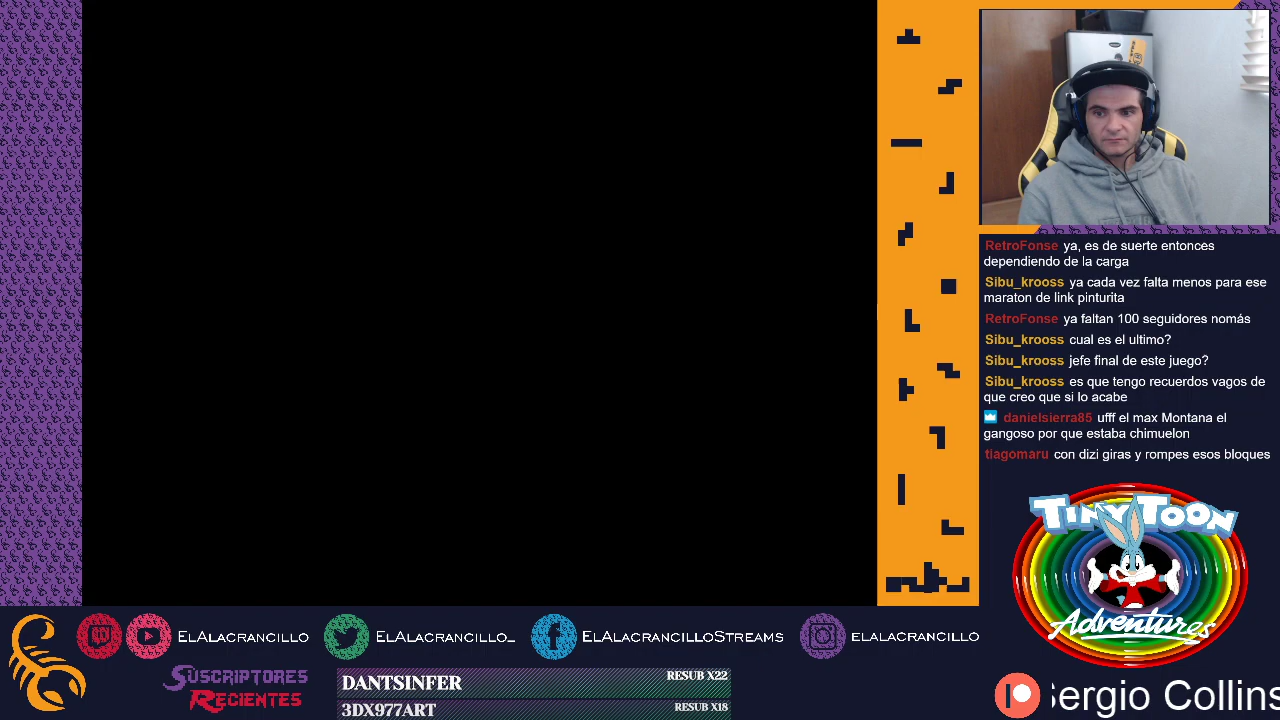 RetroFonse ya, es de suerte entonces
dependiendo de la carga
Sibu_krooss ya cada vez falta menos para ese
maraton de link pinturita
RetroFonse ya faltan 100 seguidores nomás
Sibu_krooss cual es el ultimo?
Sibu_krooss jefe final de este juego?
Sibu_krooss es que tengo recuerdos vagos de
que creo que si lo acabe
danielsierra85 ufff el max Montana el
gangoso por que estaba chimuelon
tiagomaru con dizi giras y rompes esos bloques
TINY TOON
Adventures
ElAlacrancillo
ElAlacrancillo_
ElAlacrancilloStreams
elalacrancillo
Suscriptores
Recientes
DANTSINFER RESUB X22
3DX977ART RESUB X18
Sergio Collins